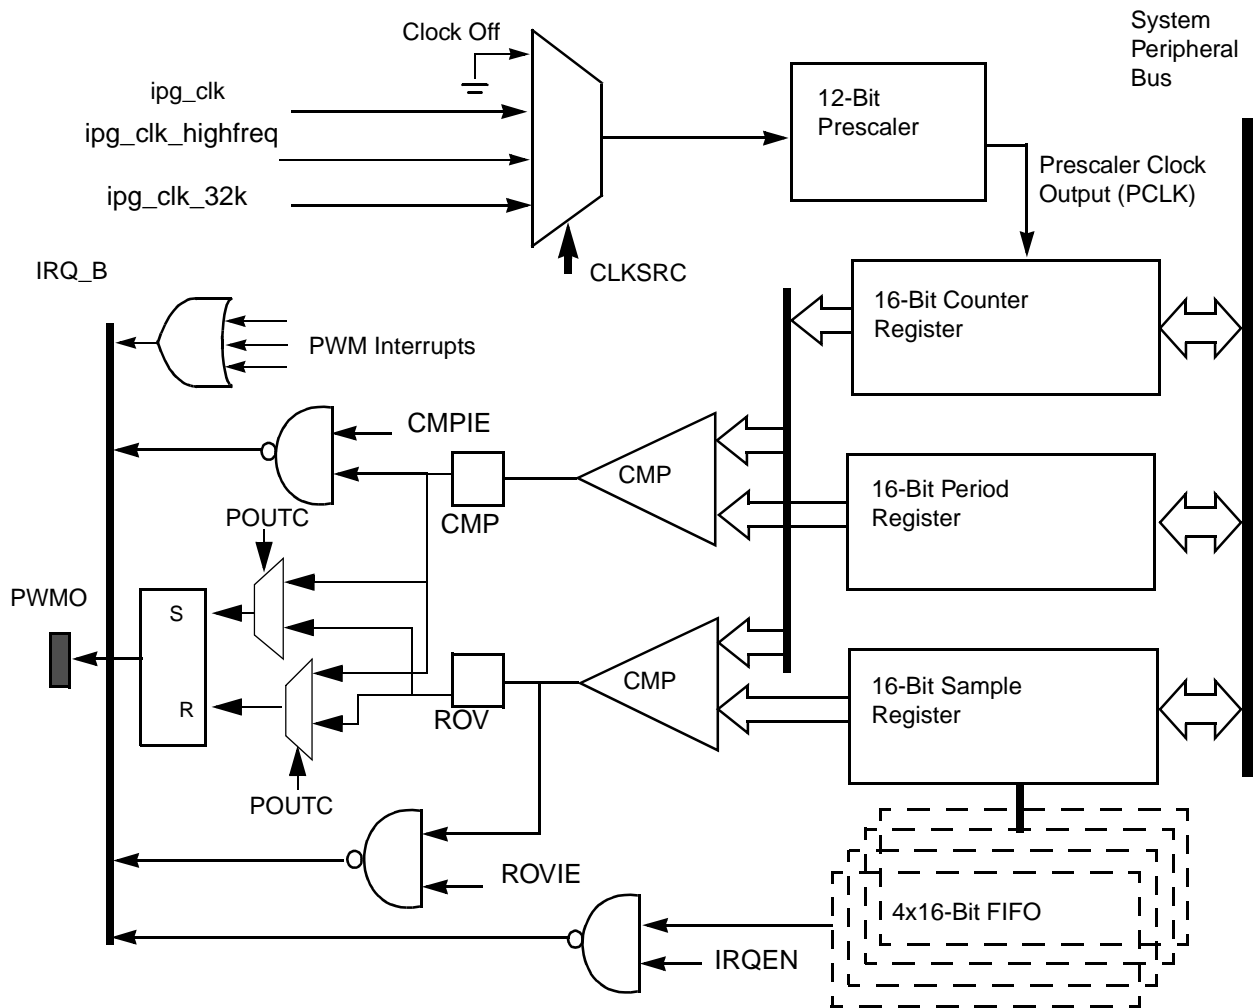 Clock Off
System
Peripheral
Bus
ipg_clk
ipg_clk_highfreq
ipg_clk_32k
12-Bit
Prescaler
Prescaler Clock
Output (PCLK)
CLKSRC
IRQ_B
PWM Interrupts
16-Bit Counter
Register
CMPIE
CMP
CMP
16-Bit Period
Register
POUTC
PWMO
S
R
ROV
CMP
16-Bit Sample
Register
POUTC
ROVIE
4x16-Bit FIFO
IRQEN